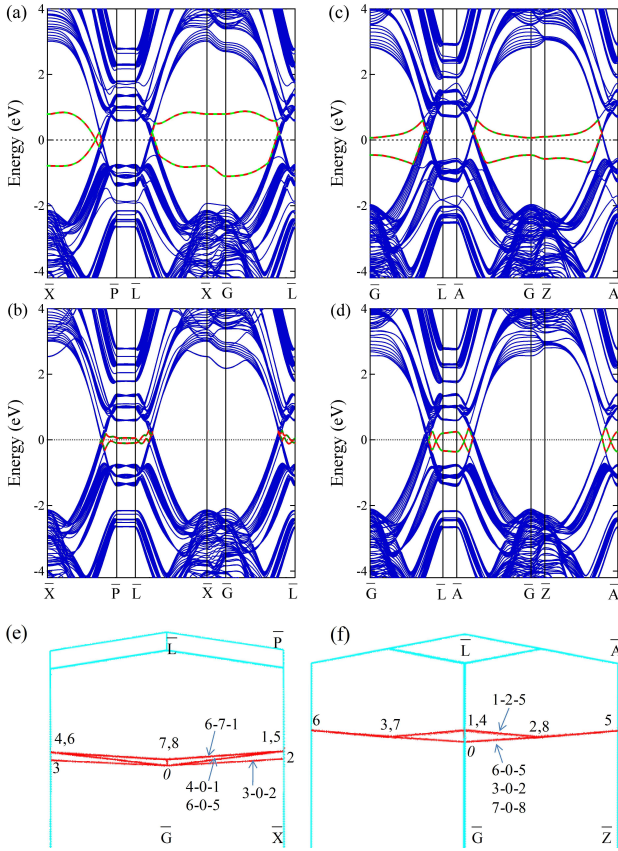 (a)
4
2
0
-2
-4
Energy (eV)
X̅ P̅ L̅ X̅ G̅ L̅
(c)
4
2
0
-2
-4
Energy (eV)
G̅ L̅ A̅ G̅ Z̅ A̅
(b)
4
2
0
-2
-4
Energy (eV)
X̅ P̅ L̅ X̅ G̅ L̅
(d)
4
2
0
-2
-4
Energy (eV)
G̅ L̅ A̅ G̅ Z̅ A̅
(e)
L̅ P̅
6-7-1
4,6 7,8 1,5
3 0 2
4-0-1
6-0-5
3-0-2
G̅ X̅
(f)
L̅ A̅
1-2-5
6 3,7 1,4 2,8 5
0
6-0-5
3-0-2
7-0-8
G̅ Z̅